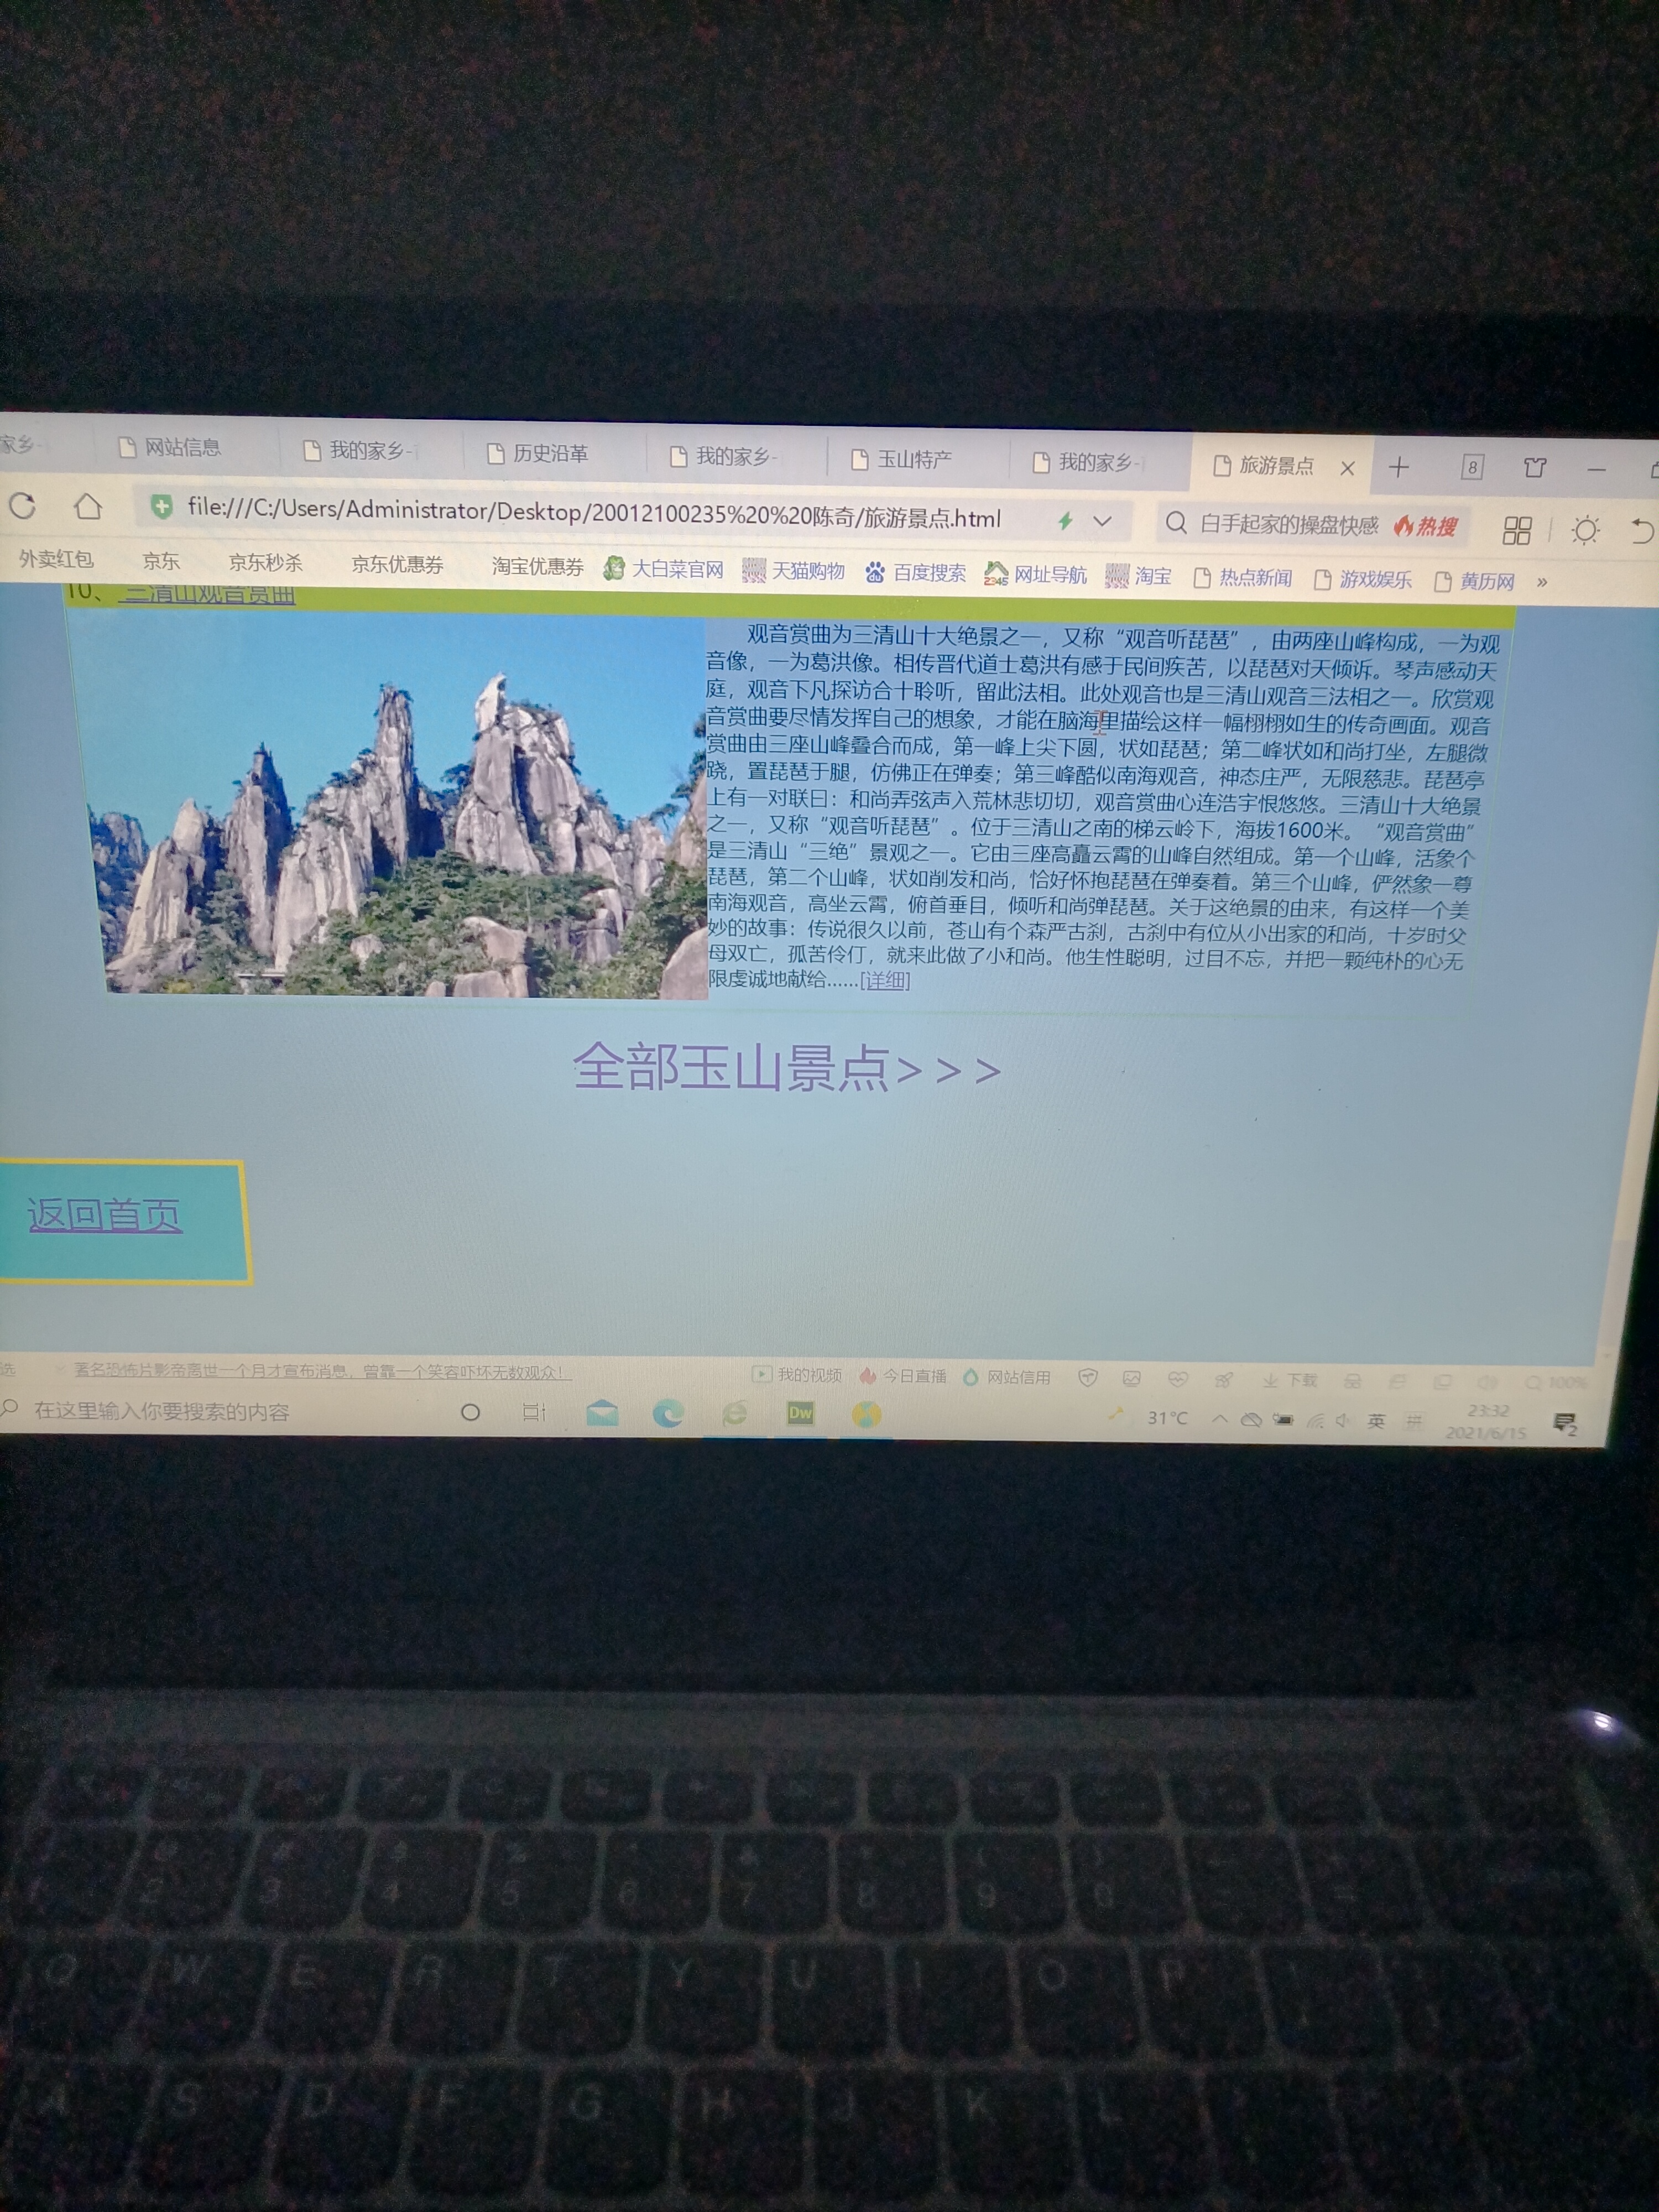 家乡-
网站信息
我的家乡-
历史沿革
我的家乡-
玉山特产
我的家乡-
旅游景点
8
file:///C:/Users/Administrator/Desktop/20012100235%20%20陈奇/旅游景点.html
白手起家的操盘快感
热搜
外卖红包
京东
京东秒杀
京东优惠券
淘宝优惠券
大白菜官网
天猫购物
百度搜索
网址导航
淘宝
热点新闻
游戏娱乐
黄历网
»
10、 三清山观音赏曲
观音赏曲为三清山十大绝景之一，又称“观音听琵琶”，由两座山峰构成，一为观
音像，一为葛洪像。相传晋代道士葛洪有感于民间疾苦，以琵琶对天倾诉。琴声感动天
庭，观音下凡探访合十聆听，留此法相。此处观音也是三清山观音三法相之一。欣赏观
音赏曲要尽情发挥自己的想象，才能在脑海里描绘这样一幅栩栩如生的传奇画面。观音
赏曲由三座山峰叠合而成，第一峰上尖下圆，状如琵琶；第二峰状如和尚打坐，左腿微
跷，置琵琶于腿，仿佛正在弹奏；第三峰酷似南海观音，神态庄严，无限慈悲。琵琶亭
上有一对联曰：和尚弄弦声入荒林悲切切，观音赏曲心连浩宇恨悠悠。三清山十大绝景
之一，又称“观音听琵琶”。位于三清山之南的梯云岭下，海拔1600米。“观音赏曲”
是三清山“三绝”景观之一。它由三座高矗云霄的山峰自然组成。第一个山峰，活象个
琵琶，第二个山峰，状如削发和尚，恰好怀抱琵琶在弹奏着。第三个山峰，俨然象一尊
南海观音，高坐云霄，俯首垂目，倾听和尚弹琵琶。关于这绝景的由来，有这样一个美
妙的故事：传说很久以前，苍山有个森严古刹，古刹中有位从小出家的和尚，十岁时父
母双亡，孤苦伶仃，就来此做了小和尚。他生性聪明，过目不忘，并把一颗纯朴的心无
限虔诚地献给……[详细]
全部玉山景点>>>
返回首页
选
著名恐怖片影帝离世一个月才宣布消息，曾靠一个笑容吓坏无数观众！
我的视频
今日直播
网站信用
下载
100%
在这里输入你要搜索的内容
Dw
31°C
英
拼
23:32
2021/6/15
2
2 3 4 5 6 7 8 9 0
Q W E R T Y U I O P
A S D F G H J K L